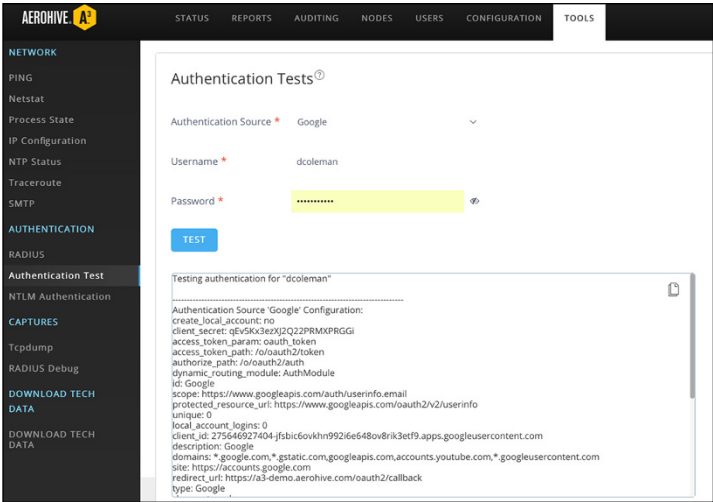 AEROHIVE. A³
STATUS REPORTS AUDITING NODES USERS CONFIGURATION TOOLS
NETWORK
PING
Netstat
Process State
IP Configuration
NTP Status
Traceroute
SMTP
AUTHENTICATION
RADIUS
Authentication Test
NTLM Authentication
CAPTURES
Tcpdump
RADIUS Debug
DOWNLOAD TECH
DATA
DOWNLOAD TECH
DATA
Authentication Tests ?
Authentication Source * Google
Username * dcoleman
Password * •••••••••••
TEST
Testing authentication for "dcoleman"
--------------------------------------------------------------------------------
Authentication Source 'Google' Configuration:
create_local_account: no
client_secret: qEv5Kx3ezXJ2Q22PRMXPRGGi
access_token_param: oauth_token
access_token_path: /o/oauth2/token
authorize_path: /o/oauth2/auth
dynamic_routing_module: AuthModule
id: Google
scope: https://www.googleapis.com/auth/userinfo.email
protected_resource_url: https://www.googleapis.com/oauth2/v2/userinfo
unique: 0
local_account_logins: 0
client_id: 275646927404-jfsbic6ovkhn992i6e648ov8rik3etf9.apps.googleusercontent.com
description: Google
domains: *.google.com,*.gstatic.com,googleapis.com,accounts.youtube.com,*.googleusercontent.com
site: https://accounts.google.com
redirect_url: https://a3-demo.aerohive.com/oauth2/callback
type: Google